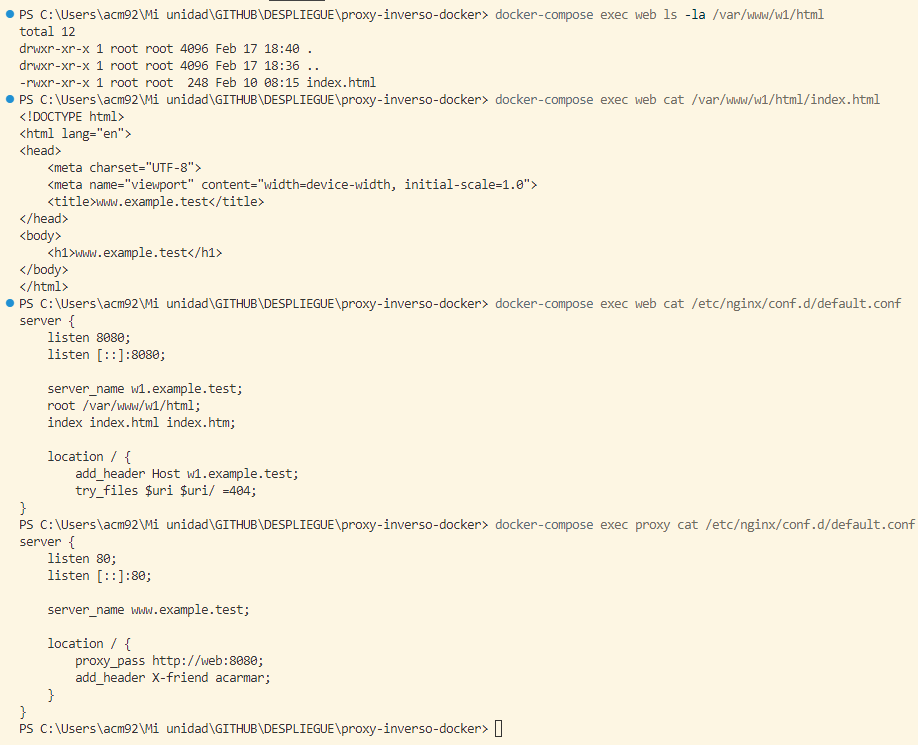 PS C:\Users\acm92\Mi unidad\GITHUB\DESPLIEGUE\proxy-inverso-docker> docker-compose exec web ls -la /var/www/w1/html
total 12
drwxr-xr-x 1 root root 4096 Feb 17 18:40 .
drwxr-xr-x 1 root root 4096 Feb 17 18:36 ..
-rwxr-xr-x 1 root root  248 Feb 10 08:15 index.html
PS C:\Users\acm92\Mi unidad\GITHUB\DESPLIEGUE\proxy-inverso-docker> docker-compose exec web cat /var/www/w1/html/index.html
<!DOCTYPE html>
<html lang="en">
<head>
    <meta charset="UTF-8">
    <meta name="viewport" content="width=device-width, initial-scale=1.0">
    <title>www.example.test</title>
</head>
<body>
    <h1>www.example.test</h1>
</body>
</html>
PS C:\Users\acm92\Mi unidad\GITHUB\DESPLIEGUE\proxy-inverso-docker> docker-compose exec web cat /etc/nginx/conf.d/default.conf
server {
    listen 8080;
    listen [::]:8080;

    server_name w1.example.test;
    root /var/www/w1/html;
    index index.html index.htm;

    location / {
        add_header Host w1.example.test;
        try_files $uri $uri/ =404;
}
PS C:\Users\acm92\Mi unidad\GITHUB\DESPLIEGUE\proxy-inverso-docker> docker-compose exec proxy cat /etc/nginx/conf.d/default.conf
server {
    listen 80;
    listen [::]:80;

    server_name www.example.test;

    location / {
        proxy_pass http://web:8080;
        add_header X-friend acarmar;
    }
}
PS C:\Users\acm92\Mi unidad\GITHUB\DESPLIEGUE\proxy-inverso-docker>